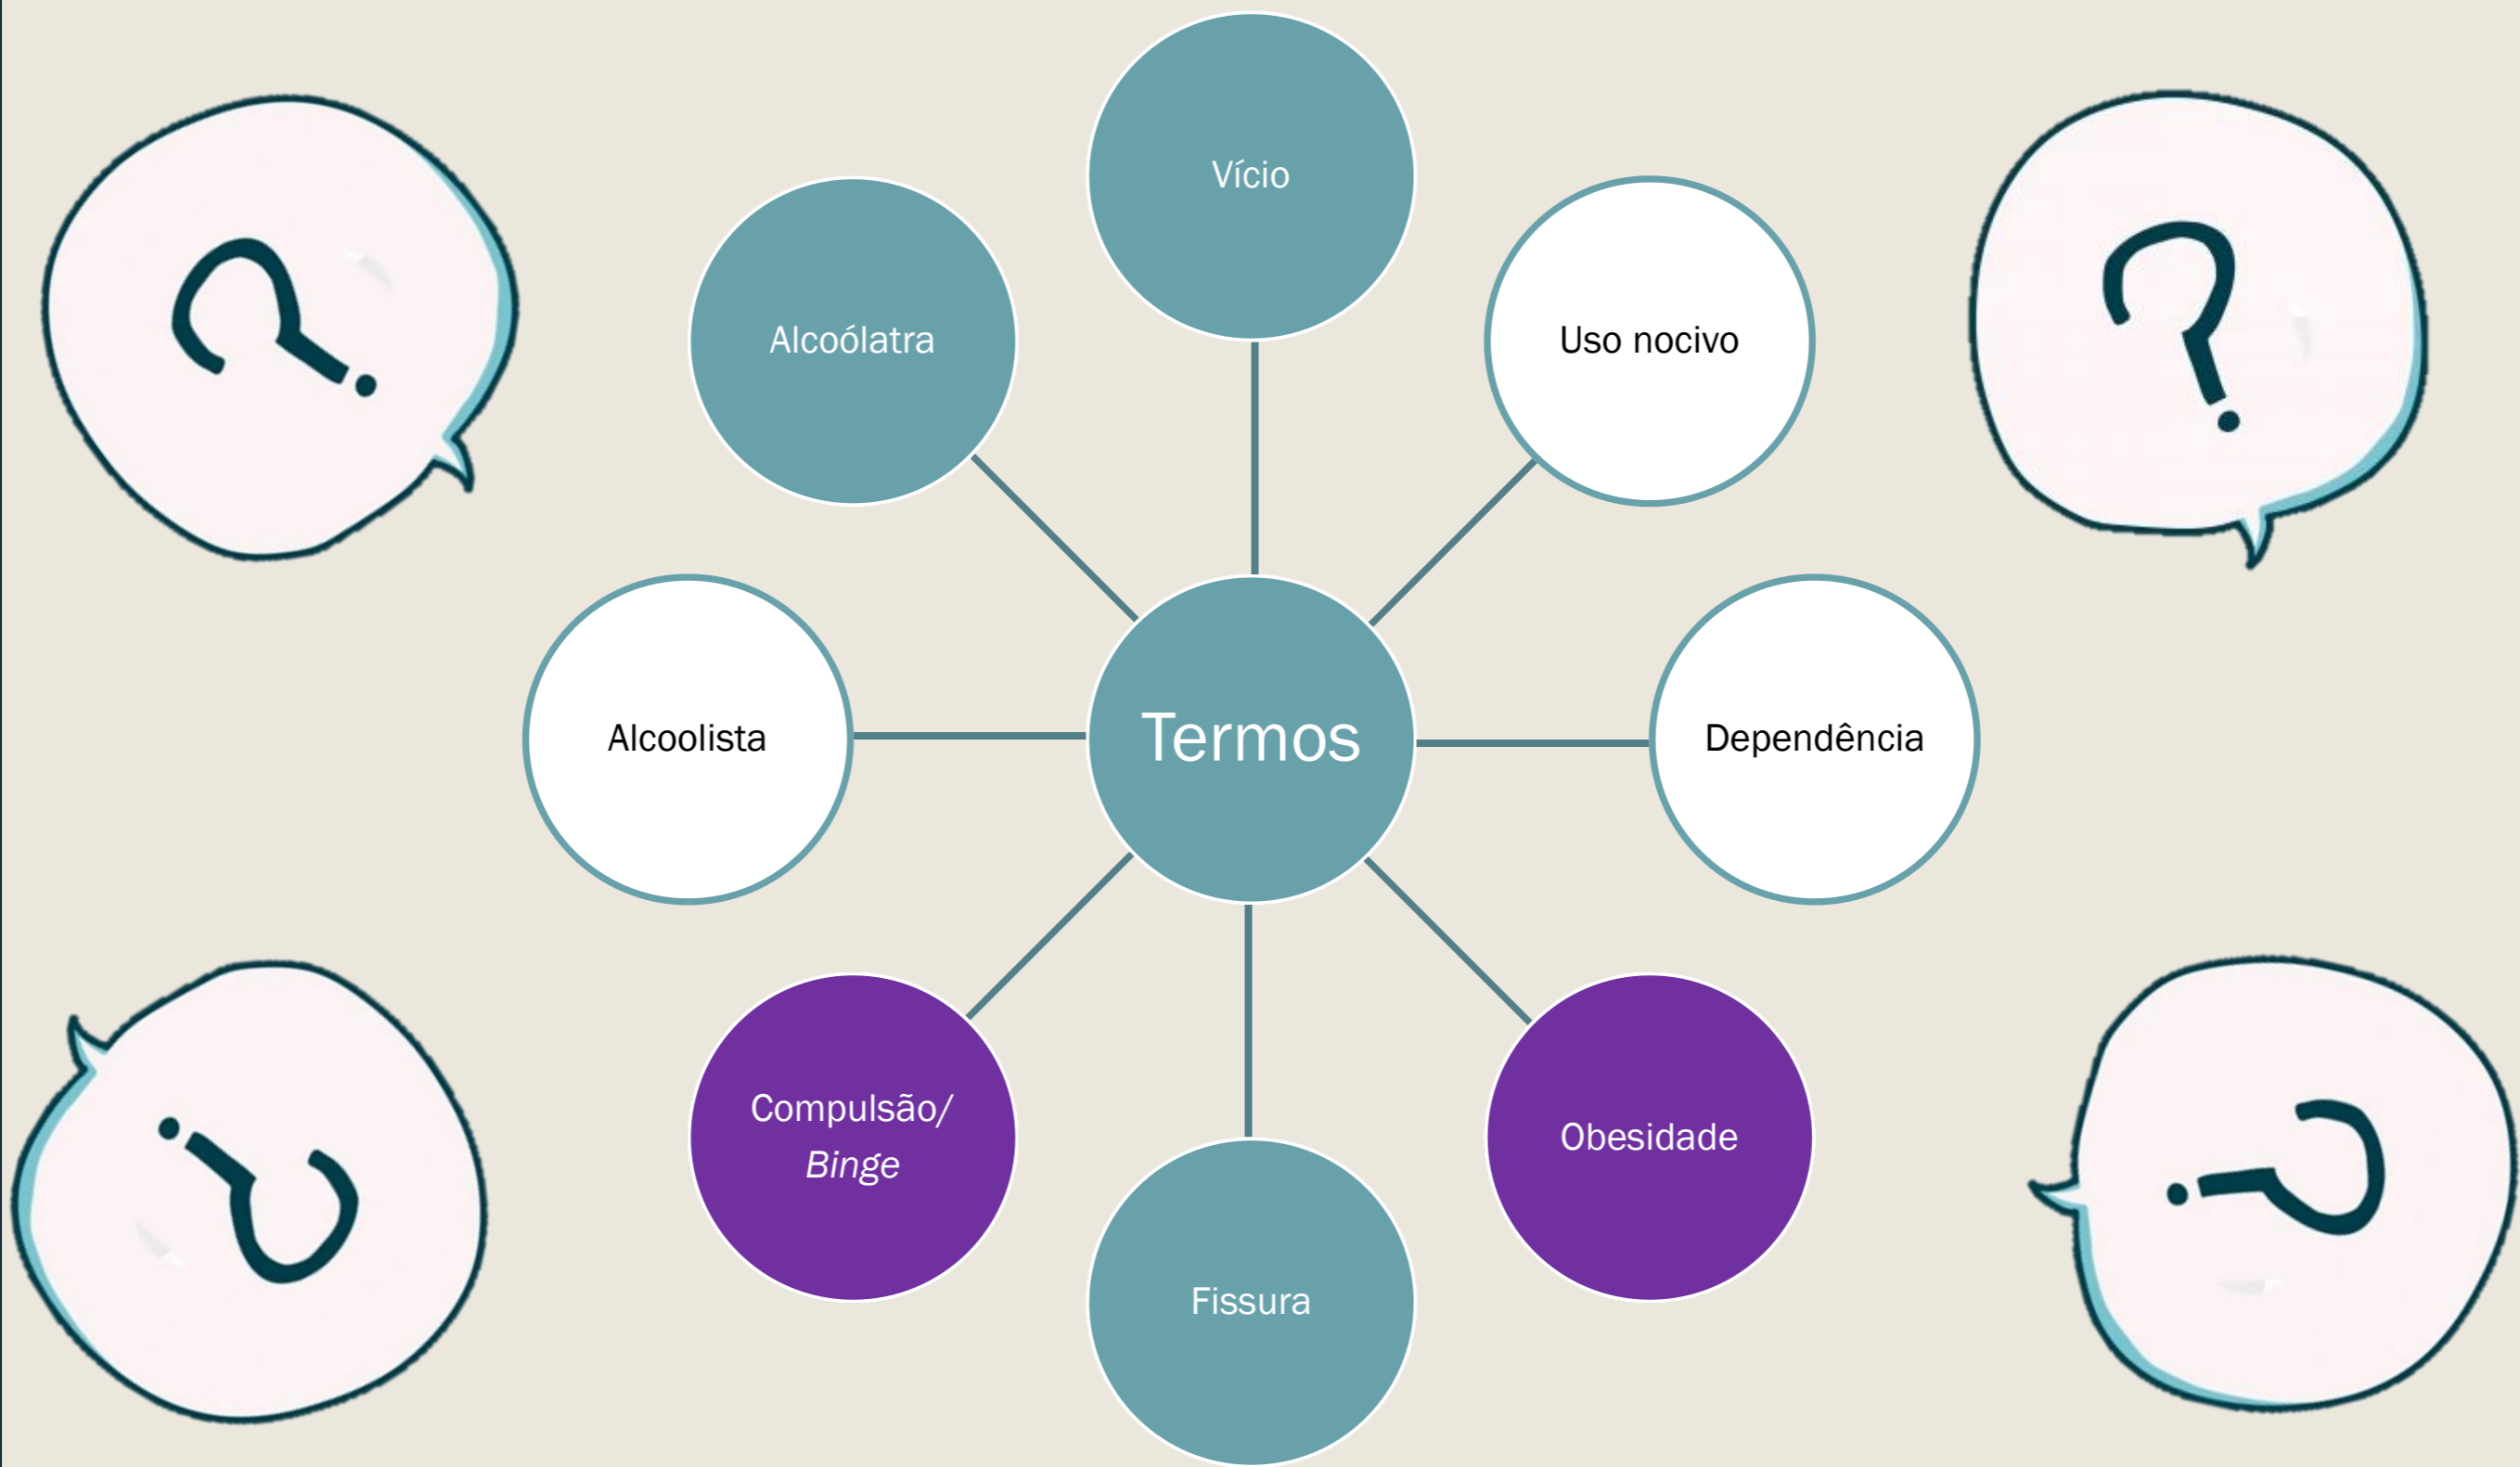 Vício
Alcoólatra
Uso nocivo
Alcoolista
Termos
Dependência
Compulsão/
Binge
Obesidade
Fissura
?
?
?
?